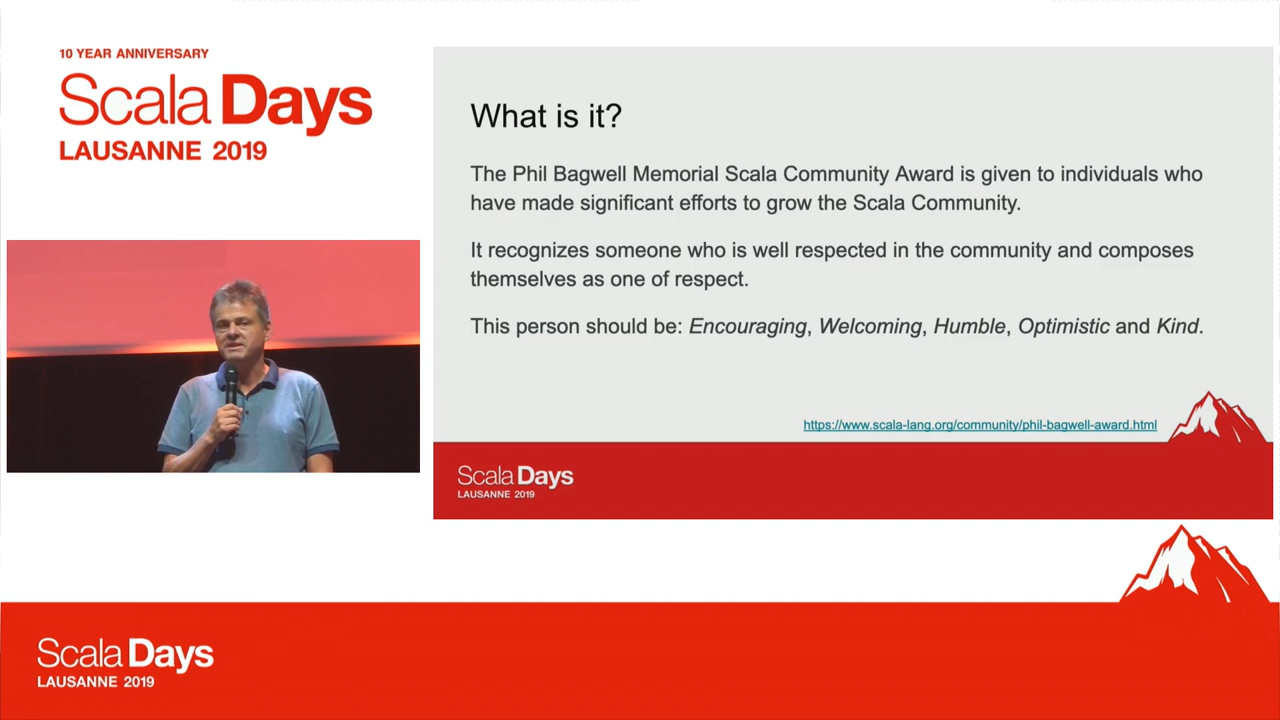 10 YEAR ANNIVERSARY
Scala Days
LAUSANNE 2019
What is it?
The Phil Bagwell Memorial Scala Community Award is given to individuals who
have made significant efforts to grow the Scala Community.
It recognizes someone who is well respected in the community and composes
themselves as one of respect.
This person should be: Encouraging, Welcoming, Humble, Optimistic and Kind.
https://www.scala-lang.org/community/phil-bagwell-award.html
Scala Days
LAUSANNE 2019
Scala Days
LAUSANNE 2019